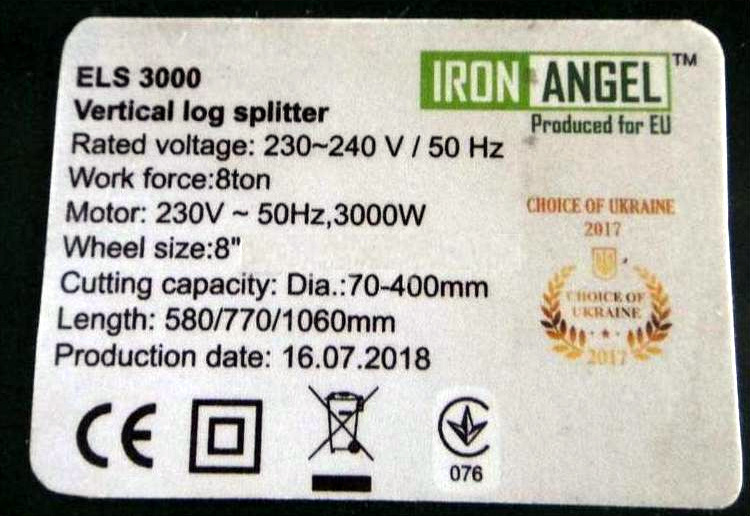 ELS 3000
IRON ANGEL™
Vertical log splitter
Produced for EU
Rated voltage: 230~240 V / 50 Hz
Work force:8ton
Motor: 230V ~ 50Hz,3000W
Wheel size:8"
Cutting capacity: Dia.:70-400mm
Length: 580/770/1060mm
Production date: 16.07.2018
CHOICE OF UKRAINE
2017
CHOICE OF
UKRAINE
2017
CE
076